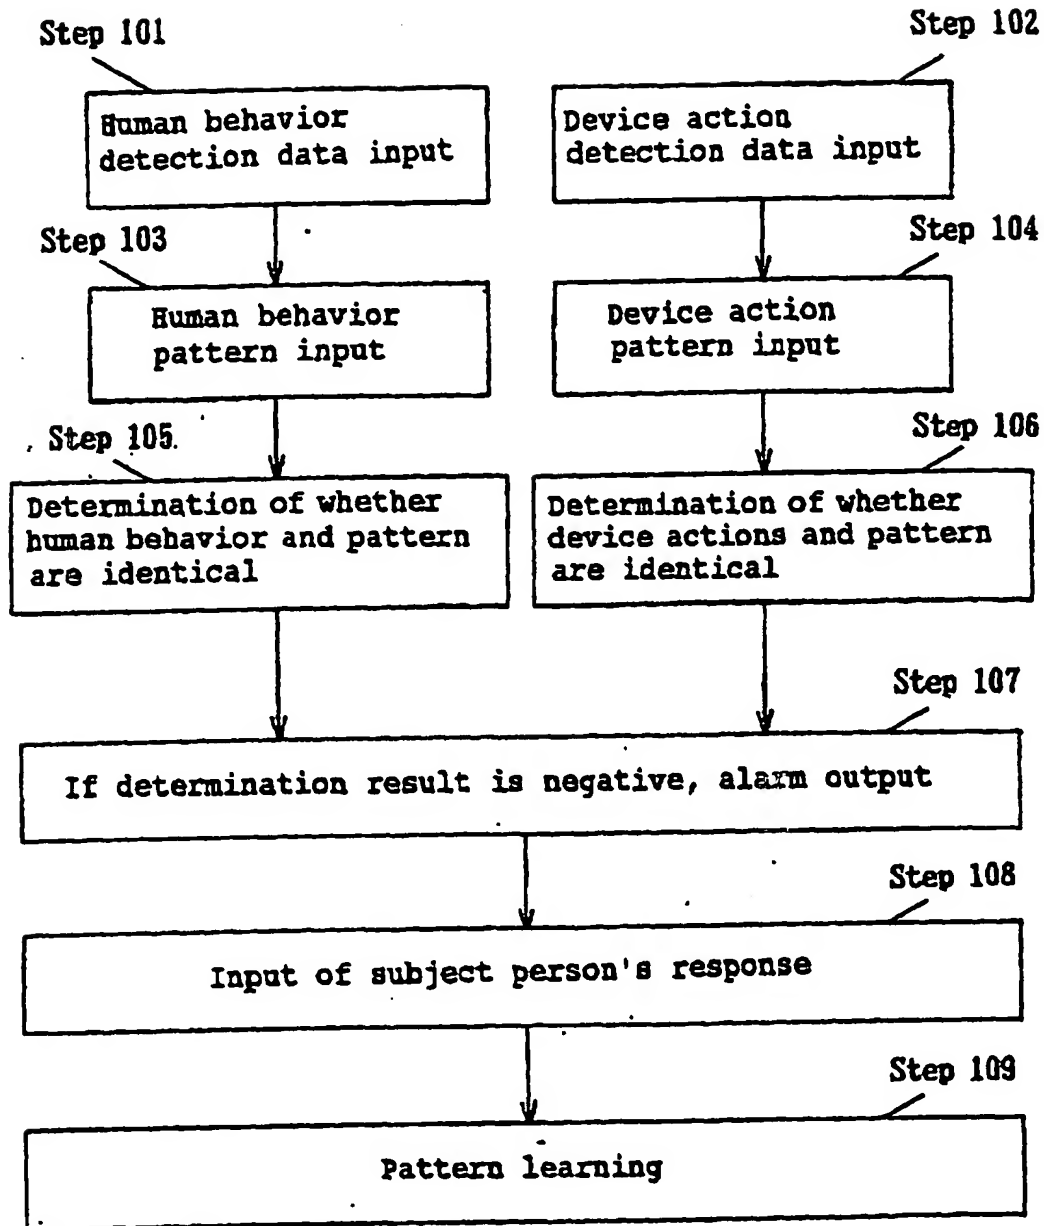 Step 101
Step 102
Human behavior
detection data input
Device action
detection data input
Step 103
Step 104
Human behavior
pattern input
Device action
pattern input
Step 105
Step 106
Determination of whether
human behavior and pattern
are identical
Determination of whether
device actions and pattern
are identical
Step 107
If determination result is negative, alarm output
Step 108
Input of subject person's response
Step 109
Pattern learning